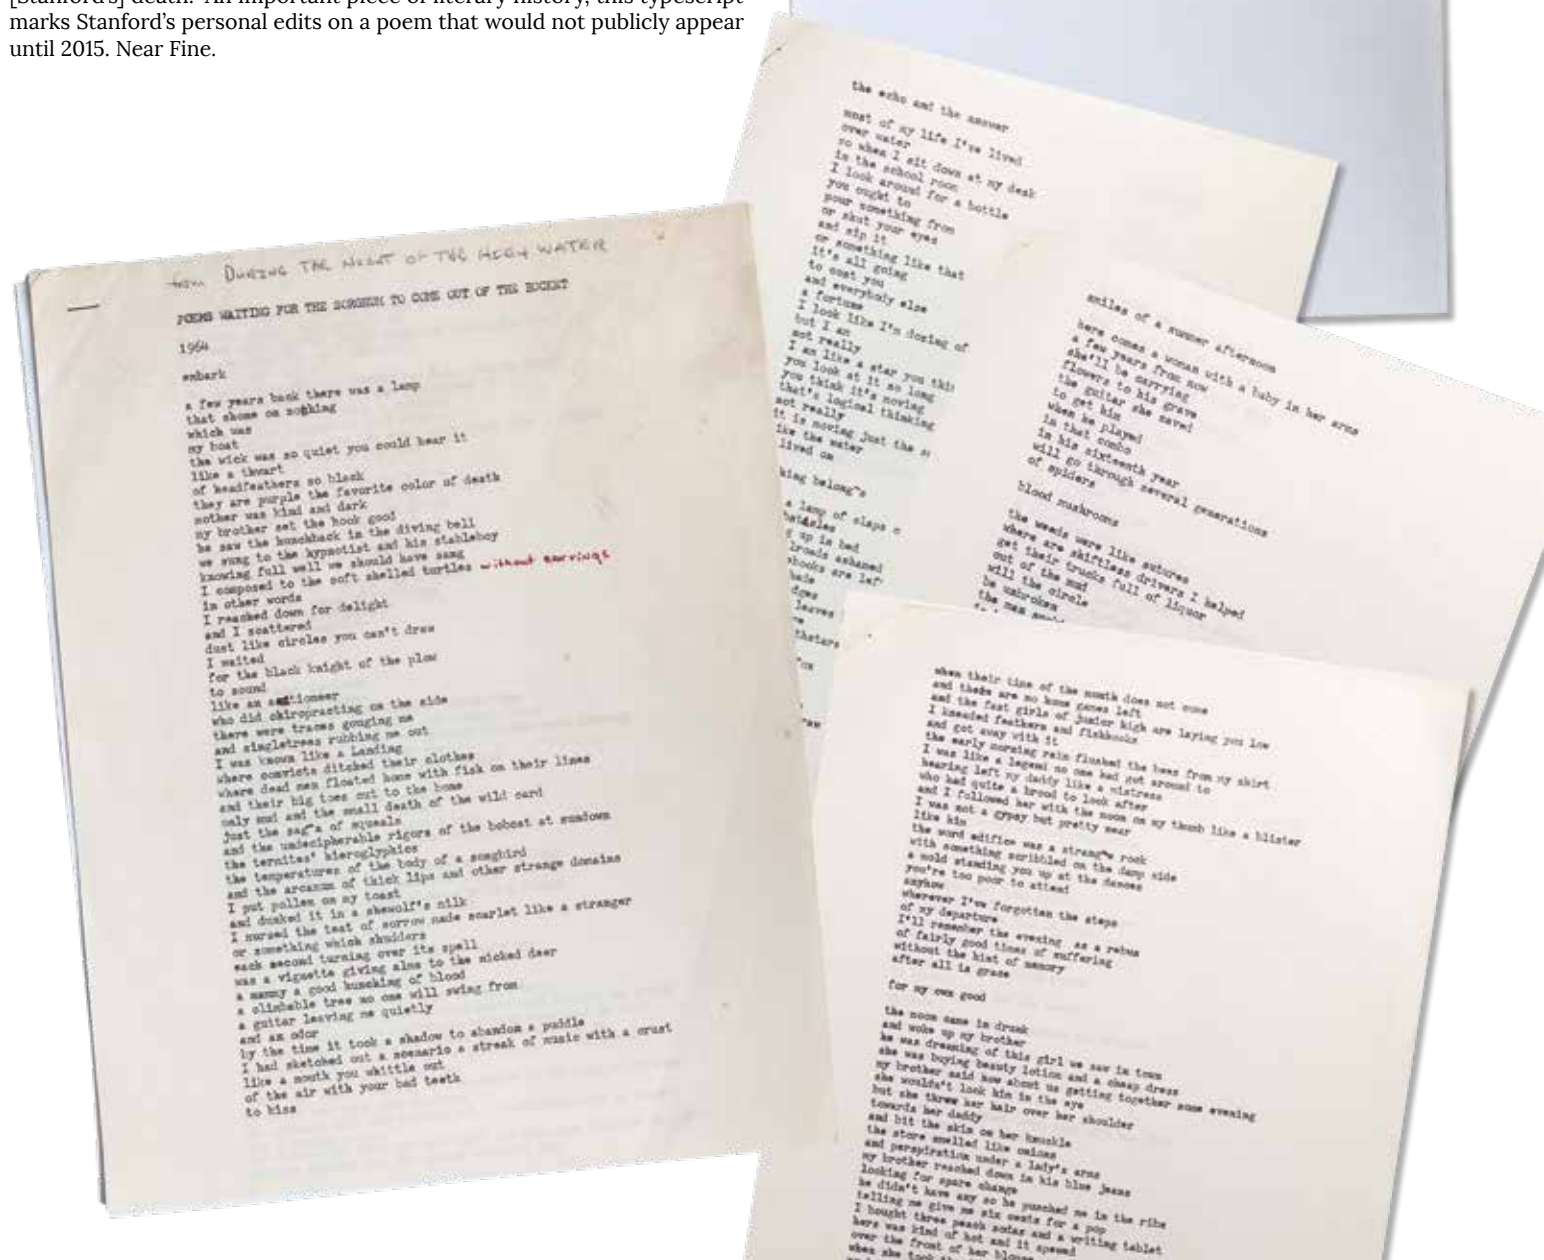 [Stanford's] death. An important piece of literary history, this typescript
marks Stanford's personal edits on a poem that would not publicly appear
until 2015. Near Fine.
from DURING THE NIGHT OF THE HIGH WATER
POEMS WAITING FOR THE SORGHUM TO COME OUT OF THE
1964
embark
a few years back there was a lamp
that shone on nothing
which was
my boat
the wick was so quiet you could hear it
like a thwart
of headfeathers so black
they are purple the favorite color of death
mother was kind and dark
my brother set the hook good
he saw the hunchback in the diving bell
we sung to the hypnotist and his stableboy
knowing full well we should have sang
I composed to the soft shelled turtles without earrings
in other words
I reached down for delight
and I scattered
dust like circles you can't draw
I waited
for the black knight of the plow
to sound
like an auctioneer
who did chiropracting on the side
there were traces gouging me
and singletrees rubbing me out
I was known like a Landing
where convicts ditched their clothes
where dead men floated home with fish on their lines
and their big toes cut to the bone
only mud and the small death of the wild card
just the of squeals
and the undecipherable rigors of the bobcat at sundown
the termites' hieroglyphics
the temperatures of the body of a songbird
and the arcanum of thick lips and other strange domains
I put pollen on my toast
and dunked it in a shewolf's milk
I nursed the teat of sorrow made scarlet like a stranger
or something which shudders
each second turning over its spell
was a vignette giving alms to the nicked deer
a mammy a good hunching of blood
a climbable tree no one will swing from
a guitar leaving me quietly
and an odor
by the time it took a shadow to abandon a puddle
I had sketched out a scenario a streak of music with a crust
like a mouth you whittle out
of the air with your bad teeth
to kiss
the echo and the answer
most of my life I've lived
over water
so when I sit down at my desk
in the school room
I look around for a bottle
you ought to
pour something from
or shut your eyes
and sip it
or something like that
it's all going
to cost you
and everybody else
a fortune
I look like I'm dozing of
but I am
not really
I am like a star you
you look at it so long
you think it's moving
that's logical thinking
not really
it is moving just the
like the water
lived on
king belong's
a lamp of slaps
up in bed
ashamed
books are
leaves
smiles of a summer afternoon
here comes a woman with a baby in her arms
a few years from now
she'll be carrying
flowers to his grave
the guitar she saved
to get him
when he played
in that combo
in his sixteenth year
will go through several generations
of spiders
blood mushrooms
the weeds were like sutures
where are shiftless drivers I helped
get their trucks full of liquor
out of the mud
will the circle
be unbroken
the man
when their time of the month does not come
and there are no home games left
and the fast girls of junior high are laying you low
I kneaded feathers and fishhooks
and got away with it
the early morning rain flushed the bees from my shirt
I was like a legend no one had got around to
hearing left my daddy like a mistress
who had quite a brood to look after
and I followed her with the moon on my thumb like a blister
I was not a gypsy but pretty near
like him
the word edifice was a strange rock
with something scribbled on the damp side
a mold standing you up at the dances
you're too poor to attend
anyhow
wherever I've forgotten the steps
of my departure
I'll remember the evening as a rebus
of fairly good times of suffering
without the hint of memory
after all is grace
for my own good
the moon came in drunk
and woke up my brother
he was dreaming of this girl we saw in town
she was buying beauty lotion and a cheap dress
my brother said how about us getting together some evening
she wouldn't look him in the eye
but she threw her hair over her shoulder
towards her daddy
and bit the skin on her knuckle
the store smelled like onions
and perspiration under a lady's arms
my brother reached down in his blue jeans
looking for spare change
he didn't have any so he punched me in the ribs
telling me give me six cents for a pop
I bought three peach sodas and a writing tablet
hers was kind of hot and it spewed
over the front of her blouse
when she took